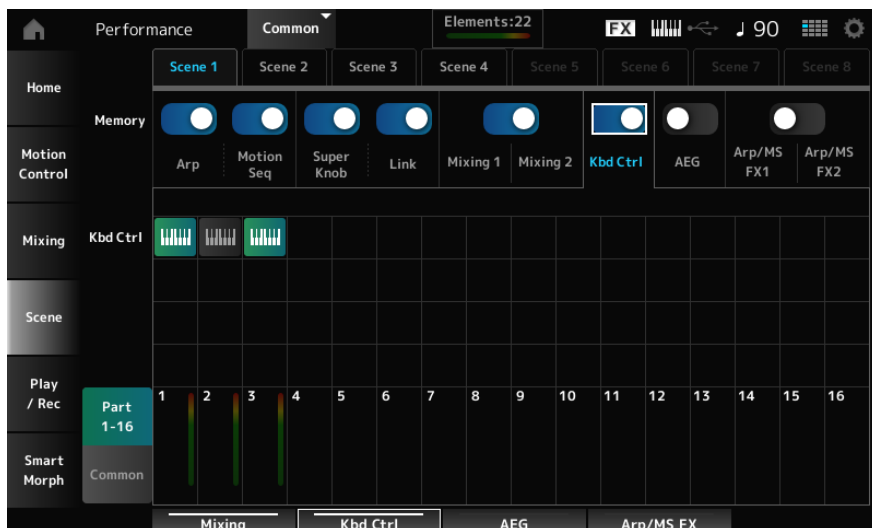 Performance Common Elements:22 FX 90
Scene 1 Scene 2 Scene 3 Scene 4 Scene 5 Scene 6 Scene 7 Scene 8
Home
Memory
Arp Motion Seq Super Knob Link Mixing 1 Mixing 2 Kbd Ctrl AEG Arp/MS FX1 Arp/MS FX2
Motion Control
Mixing
Kbd Ctrl
Scene
Play / Rec
Part 1-16
1 2 3 4 5 6 7 8 9 10 11 12 13 14 15 16
Smart Morph
Common
Mixing Kbd Ctrl AEG Arp/MS FX